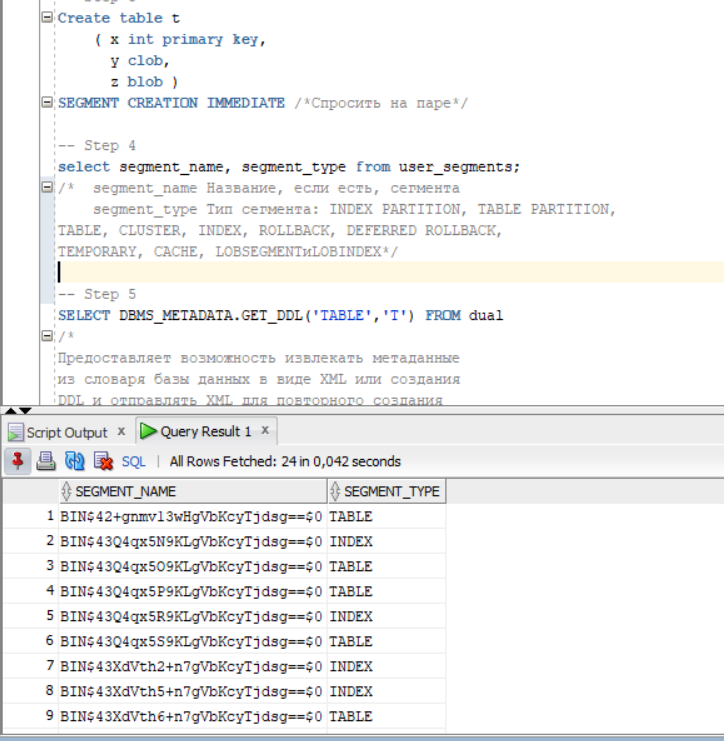 Create table t
( x int primary key,
y clob,
z blob )
SEGMENT CREATION IMMEDIATE /*Спросить на паре*/
-- Step 4
select segment_name, segment_type from user_segments;
/* segment_name Название, если есть, сегмента
segment_type Тип сегмента: INDEX PARTITION, TABLE PARTITION,
TABLE, CLUSTER, INDEX, ROLLBACK, DEFERRED ROLLBACK,
TEMPORARY, CACHE, LOBSEGMENTиLOBINDEX*/
-- Step 5
SELECT DBMS_METADATA.GET_DDL('TABLE','T') FROM dual
/*
Предоставляет возможность извлекать метаданные
из словаря базы данных в виде XML или создания
DDL и отправлять XML для повторного создания
Script Output x Query Result 1 x
SQL | All Rows Fetched: 24 in 0,042 seconds
SEGMENT_NAME SEGMENT_TYPE
1 BIN$42+gnmvl3wHgVbKcyTjdsg==$0 TABLE
2 BIN$43Q4qx5N9KLgVbKcyTjdsg==$0 INDEX
3 BIN$43Q4qx5O9KLgVbKcyTjdsg==$0 TABLE
4 BIN$43Q4qx5P9KLgVbKcyTjdsg==$0 TABLE
5 BIN$43Q4qx5R9KLgVbKcyTjdsg==$0 INDEX
6 BIN$43Q4qx5S9KLgVbKcyTjdsg==$0 TABLE
7 BIN$43XdVth2+n7gVbKcyTjdsg==$0 INDEX
8 BIN$43XdVth5+n7gVbKcyTjdsg==$0 INDEX
9 BIN$43XdVth6+n7gVbKcyTjdsg==$0 TABLE